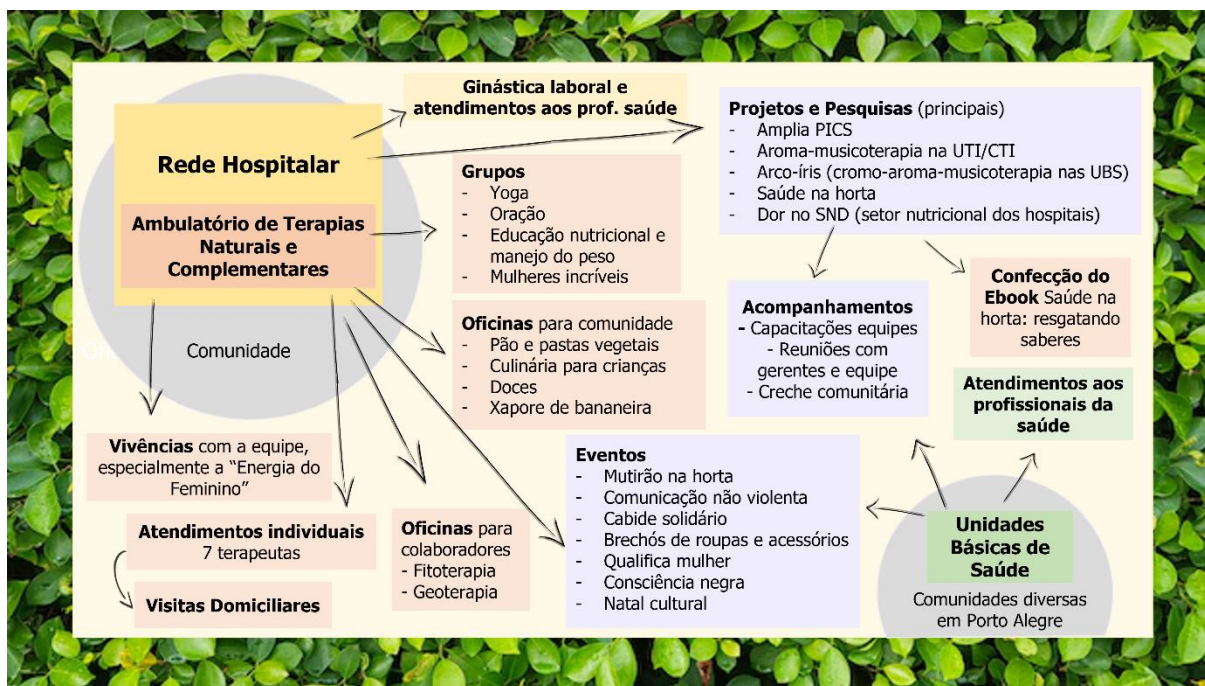 Ginástica laboral e
atendimentos aos prof. saúde
Rede Hospitalar
Ambulatório de Terapias
Naturais e
Complementares
Comunidade
Projetos e Pesquisas (principais)
- Amplia PICS
- Aroma-musicoterapia na UTI/CTI
- Arco-íris (cromo-aroma-musicoterapia nas UBS)
- Saúde na horta
- Dor no SND (setor nutricional dos hospitais)
Grupos
- Yoga
- Oração
- Educação nutricional e
manejo do peso
- Mulheres incríveis
Oficinas para comunidade
- Pão e pastas vegetais
- Culinária para crianças
- Doces
- Xapore de bananeira
Acompanhamentos
- Capacitações equipes
- Reuniões com
gerentes e equipe
- Creche comunitária
Confecção do
Ebook Saúde na
horta: resgatando
saberes
Atendimentos aos
profissionais da
saúde
Vivências com a equipe,
especialmente a “Energia do
Feminino”
Atendimentos individuais
7 terapeutas
Visitas Domiciliares
Oficinas para
colaboradores
- Fitoterapia
- Geoterapia
Eventos
- Mutirão na horta
- Comunicação não violenta
- Cabide solidário
- Brechós de roupas e acessórios
- Qualifica mulher
- Consciência negra
- Natal cultural
Unidades
Básicas de
Saúde
Comunidades diversas
em Porto Alegre